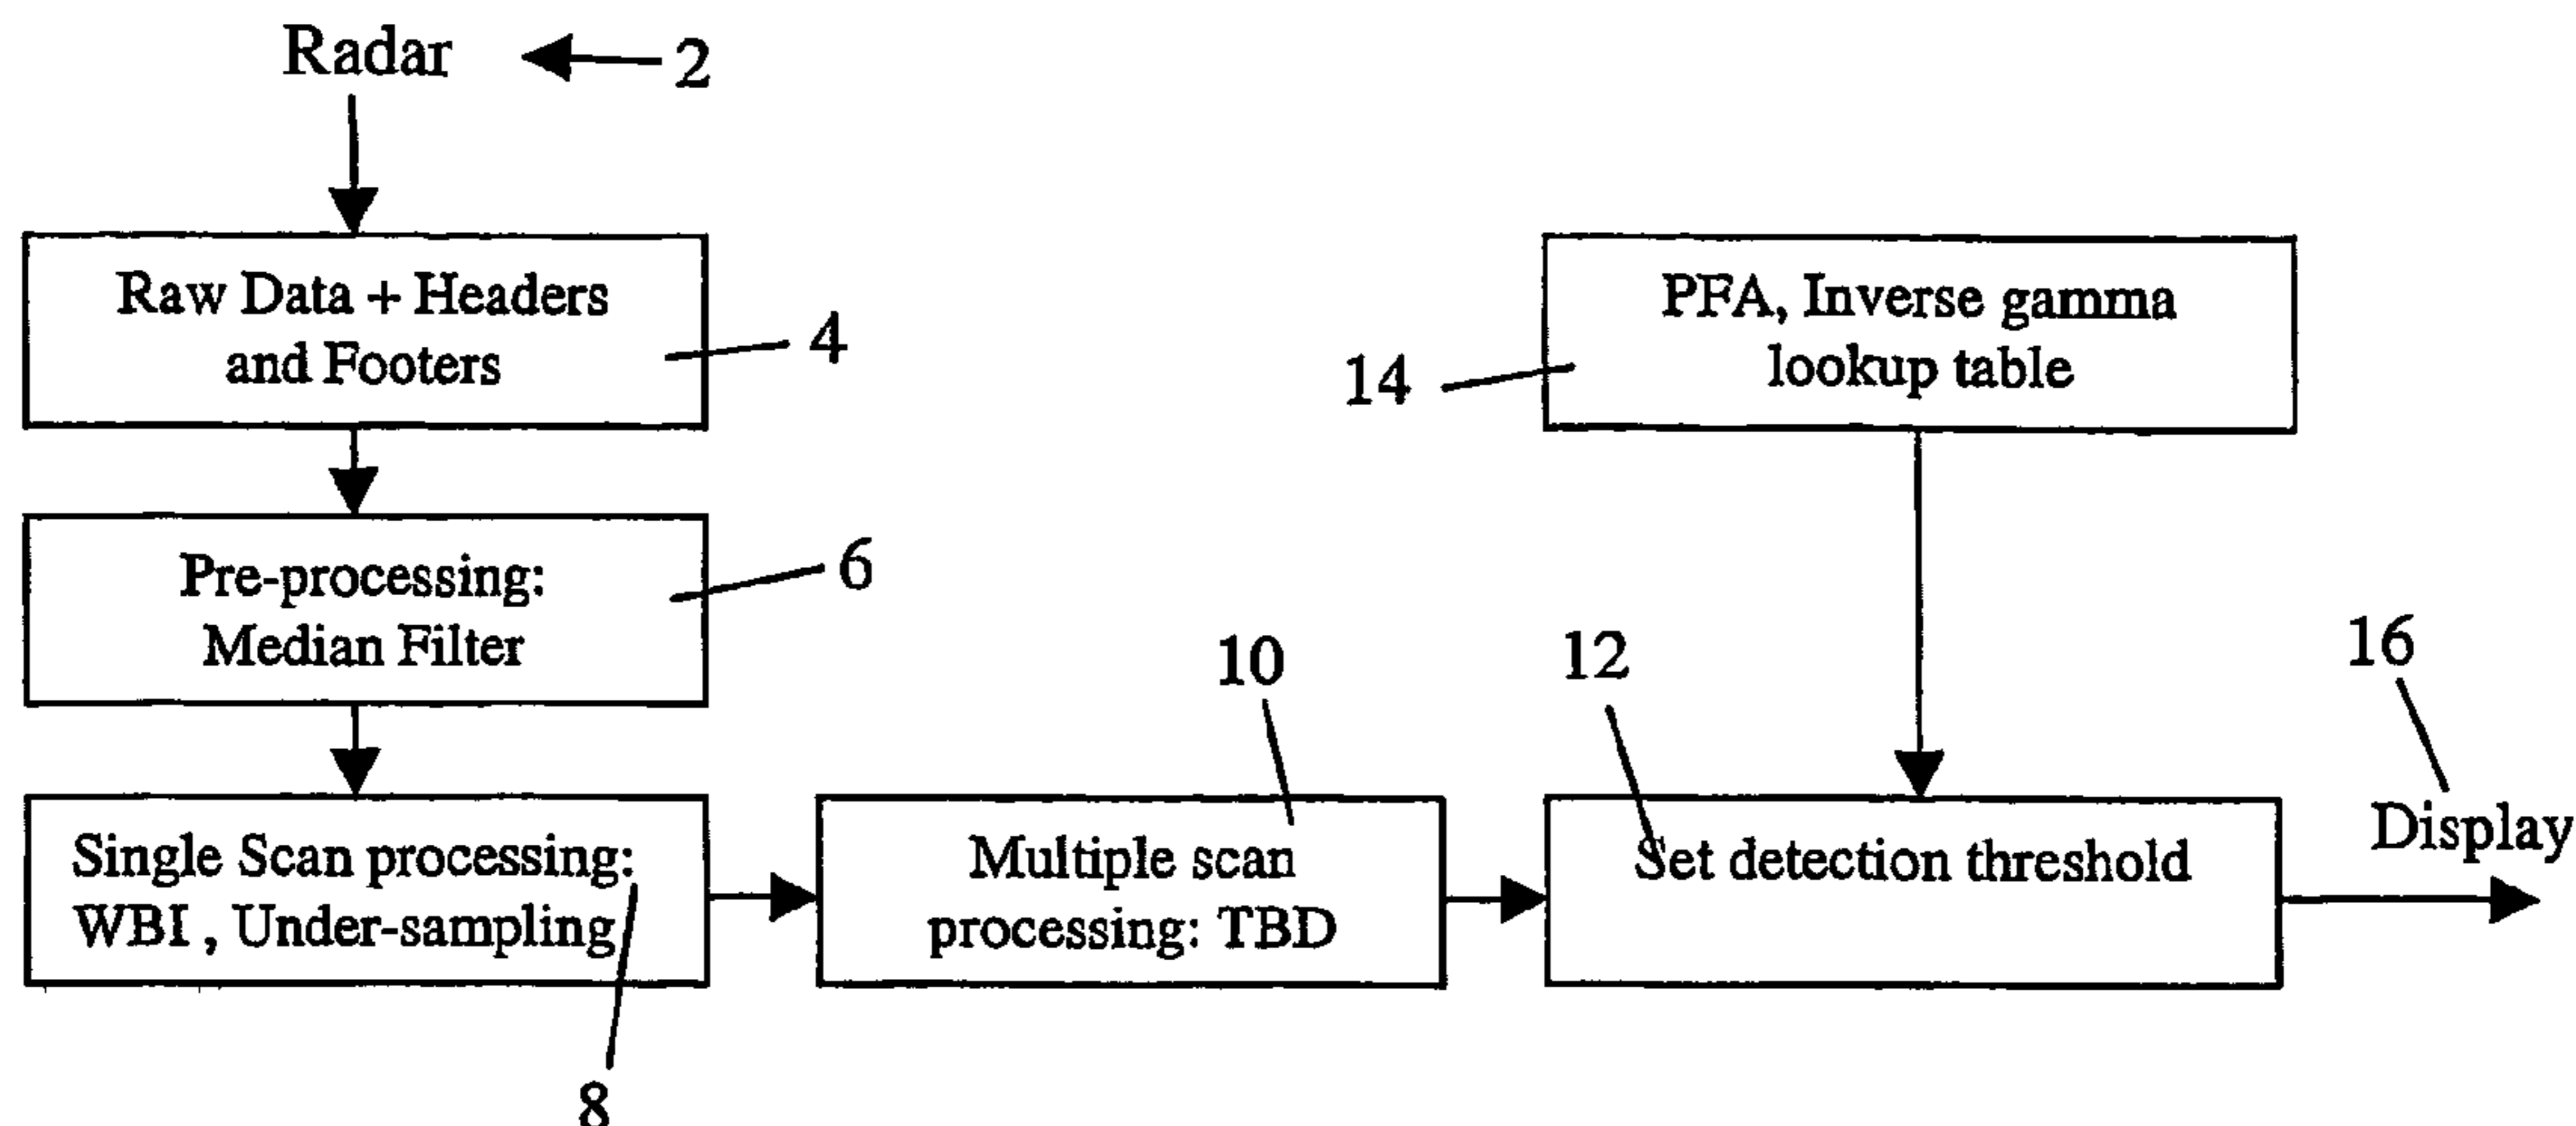 Radar
2
Raw Data + Headers
and Footers
4
PFA, Inverse gamma
lookup table
14
Pre-processing:
Median Filter
6
10
12
16
Single Scan processing:
WBI , Under-sampling
8
Multiple scan
processing: TBD
Set detection threshold
Display